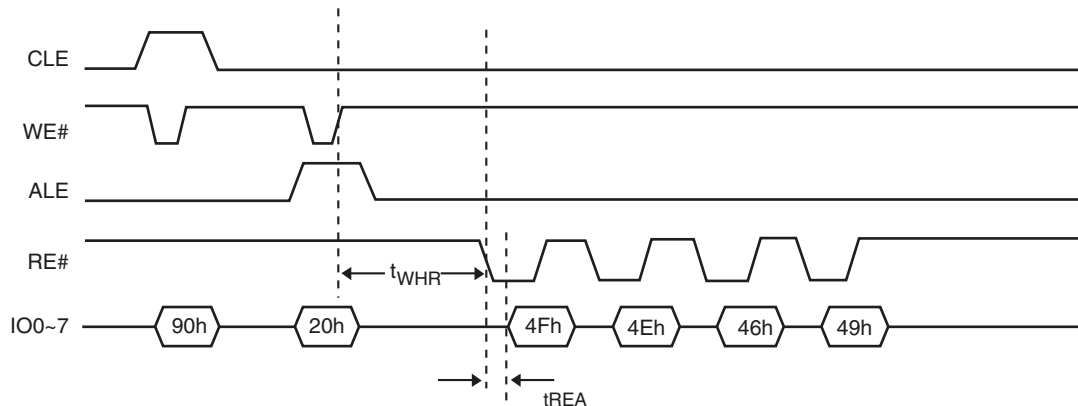 CLE
WE#
ALE
RE#
tWHR
IO0~7 90h 20h 4Fh 4Eh 46h 49h
tREA